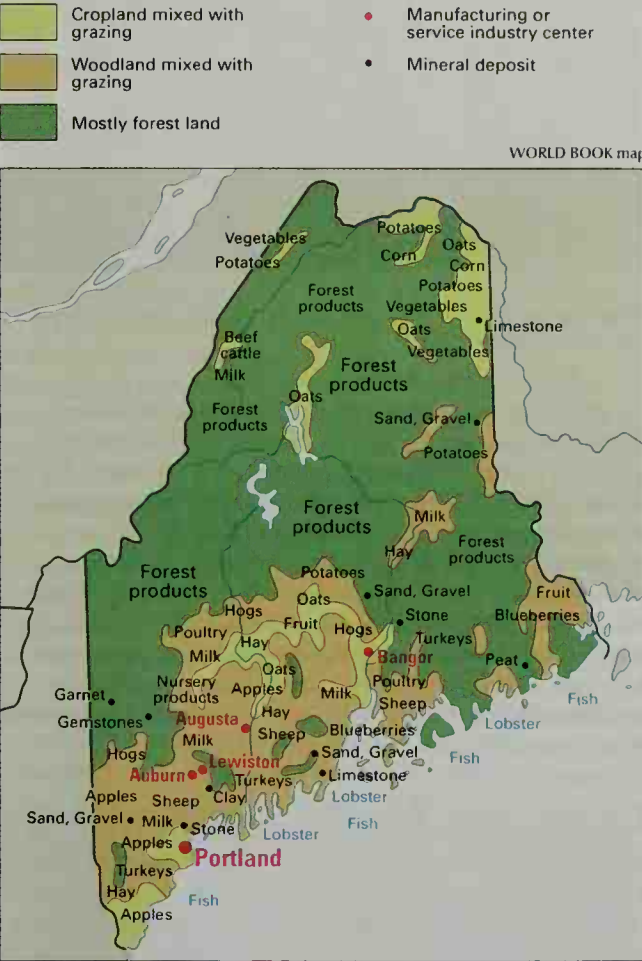 Cropland mixed with
grazing
Woodland mixed with
grazing
Mostly forest land
Manufacturing or
service industry center
Mineral deposit
WORLD BOOK map
Potatoes
Vegetables
Oats
Corn
Potatoes
Corn
Potatoes
Forest
products
Vegetables
Limestone
Oats
Beef
cattle
Vegetables
Forest
products
Milk
Oats
Forest
products
Sand, Gravel
Potatoes
Forest
products
Milk
Forest
products
Hay
Forest
products
Potatoes
Sand, Gravel
Fruit
Oats
Hogs
Blueberries
Stone
Fruit
Hogs
Poultry
Turkeys
Hay
Milk
Bangor
Peat
Oats
Nursery
products
Poultry
Apples
Milk
Garnet
Fish
Sheep
Hay
Gemstones
Augusta
Lobster
Blueberries
Sheep
Milk
Hogs
Sand, Gravel
Fish
Lewiston
Auburn
Turkeys
Limestone
Apples
Sheep
Clay
Lobster
Sand, Gravel
Milk
Stone
Fish
Lobster
Apples
Portland
Turkeys
Hay
Fish
Apples